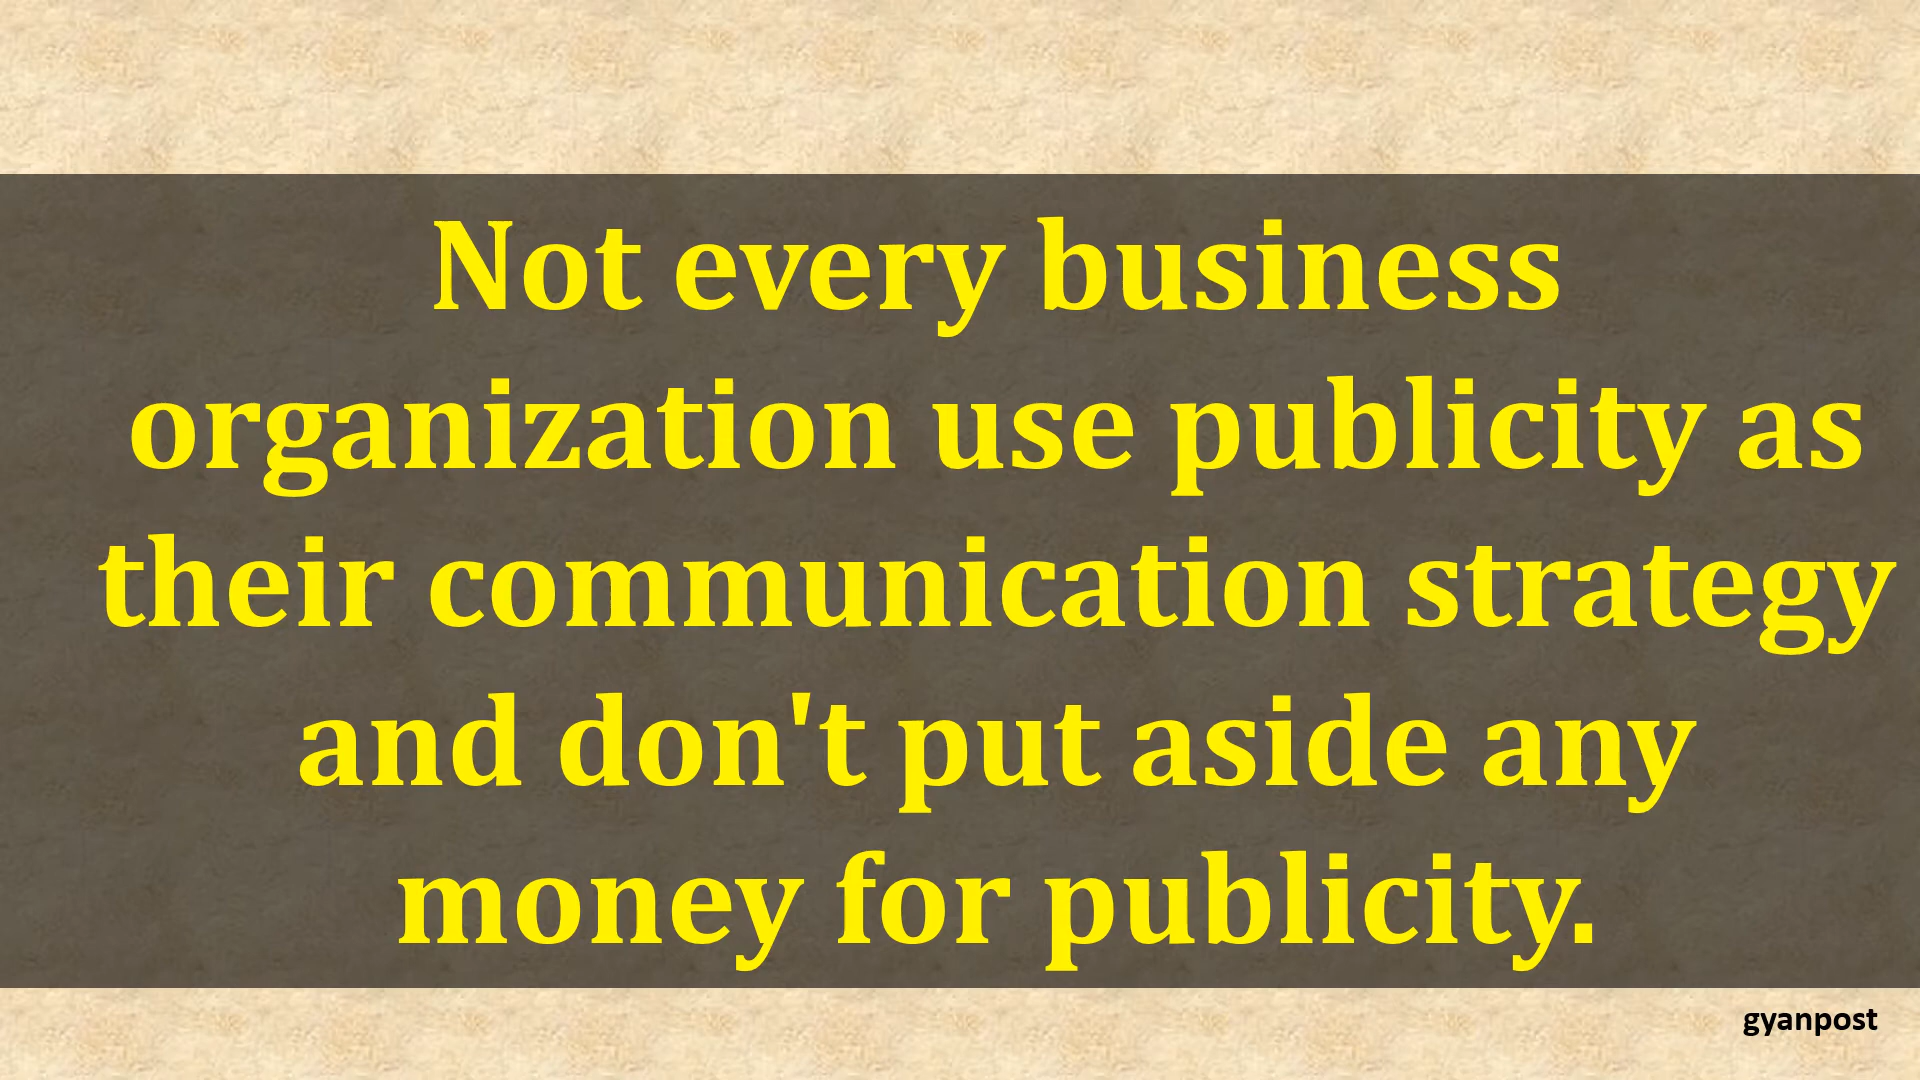 Not every business
organization use publicity as
their communication strategy
and don't put aside any
money for publicity.
gyanpost